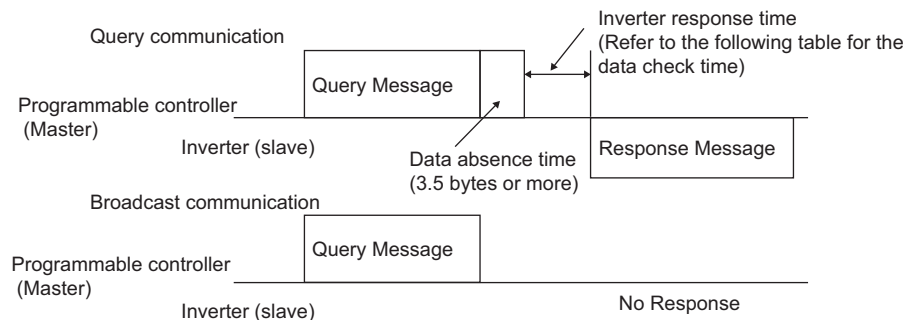 Query communication
Inverter response time
(Refer to the following table for the
data check time)
Query Message
Programmable controller
(Master)
Inverter (slave)
Data absence time
(3.5 bytes or more)
Response Message
Broadcast communication
Query Message
Programmable controller
(Master)
Inverter (slave)
No Response